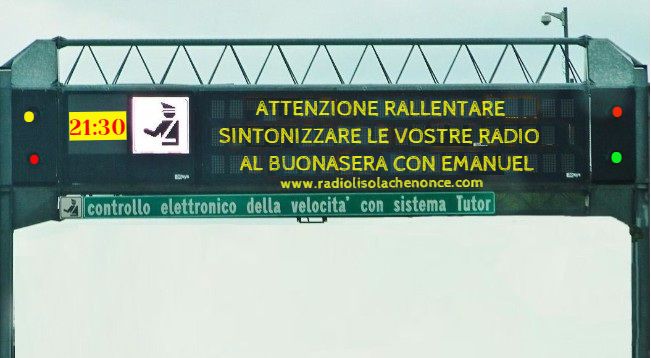 21:30
ATTENZIONE RALLENTARE
SINTONIZZARE LE VOSTRE RADIO
AL BUONASERA CON EMANUEL
www.radiolisolachenonce.com
controllo elettronico della velocita' con sistema Tutor